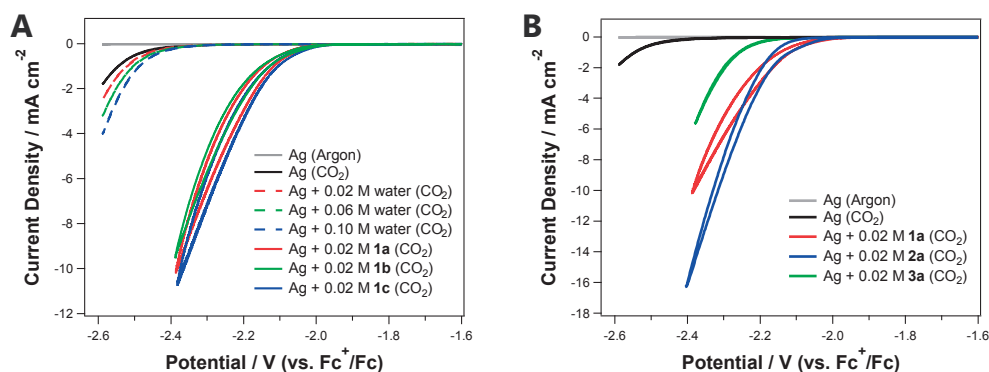 A
Current Density / mA cm⁻²
0
-2
-4
-6
-8
-10
-12
Ag (Argon)
Ag (CO₂)
Ag + 0.02 M water (CO₂)
Ag + 0.06 M water (CO₂)
Ag + 0.10 M water (CO₂)
Ag + 0.02 M 1a (CO₂)
Ag + 0.02 M 1b (CO₂)
Ag + 0.02 M 1c (CO₂)
-2.6 -2.4 -2.2 -2.0 -1.8 -1.6
Potential / V (vs. Fc⁺/Fc)
B
Current Density / mA cm⁻²
0
-2
-4
-6
-8
-10
-12
-14
-16
-18
Ag (Argon)
Ag (CO₂)
Ag + 0.02 M 1a (CO₂)
Ag + 0.02 M 2a (CO₂)
Ag + 0.02 M 3a (CO₂)
-2.6 -2.4 -2.2 -2.0 -1.8 -1.6
Potential / V (vs. Fc⁺/Fc)